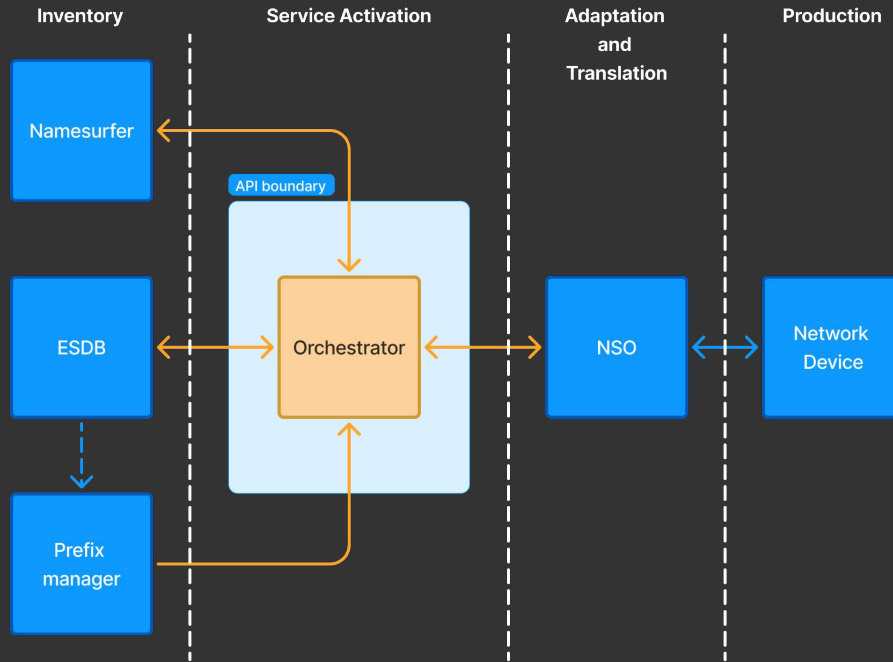 Inventory
Service Activation
Adaptation
and
Translation
Production
Namesurfer
API boundary
ESDB
Orchestrator
NSO
Network
Device
Prefix
manager